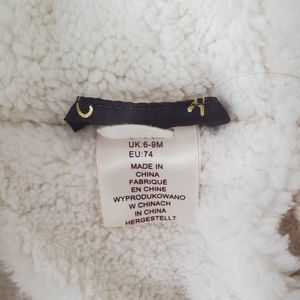 UK:6-9M
EU:74
MADE IN
CHINA
FABRIQUÉ
EN CHINE
WYPRODUKOWANO
W CHINACH
IN CHINA
HERGESTELLT